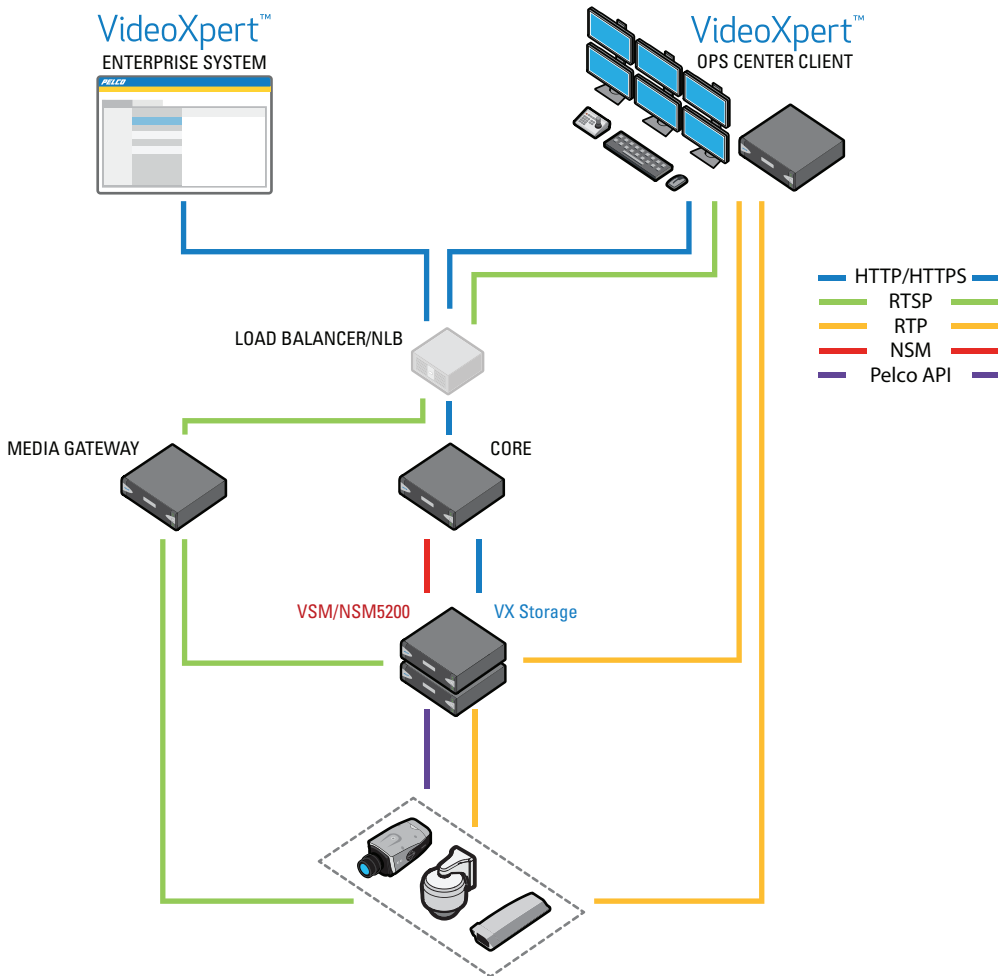 VideoXpert™
ENTERPRISE SYSTEM
PELCO
VideoXpert™
OPS CENTER CLIENT
HTTP/HTTPS
RTSP
RTP
NSM
Pelco API
LOAD BALANCER/NLB
MEDIA GATEWAY
CORE
VSM/NSM5200
VX Storage